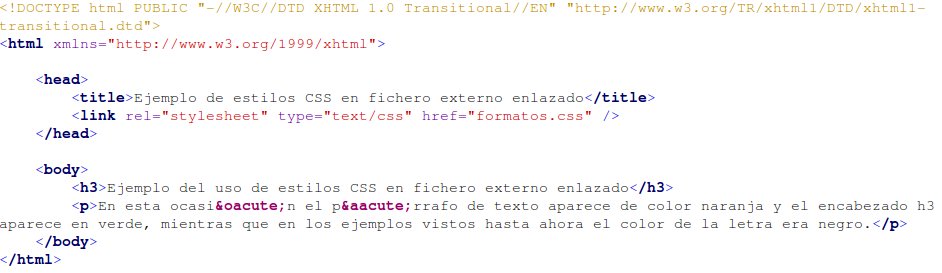 <!DOCTYPE html PUBLIC "-//W3C//DTD XHTML 1.0 Transitional//EN" "http://www.w3.org/TR/xhtml1/DTD/xhtml1-
transitional.dtd">
<html xmlns="http://www.w3.org/1999/xhtml">
<head>
<title>Ejemplo de estilos CSS en fichero externo enlazado</title>
<link rel="stylesheet" type="text/css" href="formatos.css" />
</head>
<body>
<h3>Ejemplo del uso de estilos CSS en fichero externo enlazado</h3>
<p>En esta ocasi&oacute;n el p&aacute;rrafo de texto aparece de color naranja y el encabezado h3
aparece en verde, mientras que en los ejemplos vistos hasta ahora el color de la letra era negro.</p>
</body>
</html>